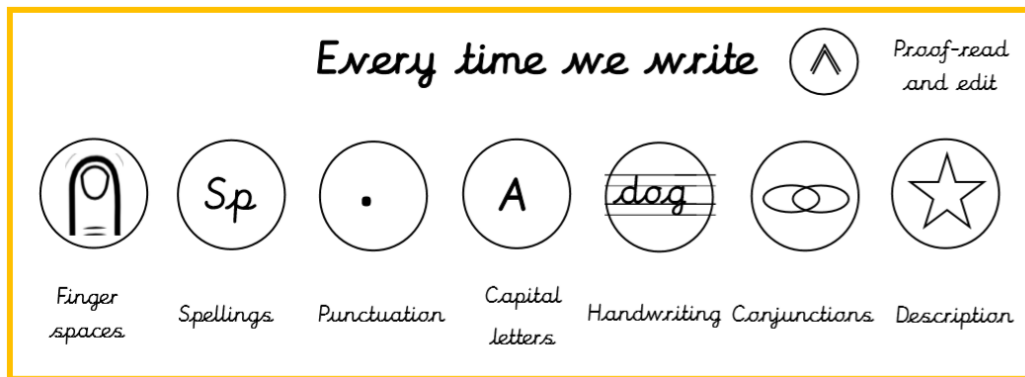 Every time we write
Proof-read
and edit
Sp
.
A
dog
Finger
spaces
Spellings
Punctuation
Capital
letters
Handwriting
Conjunctions
Description